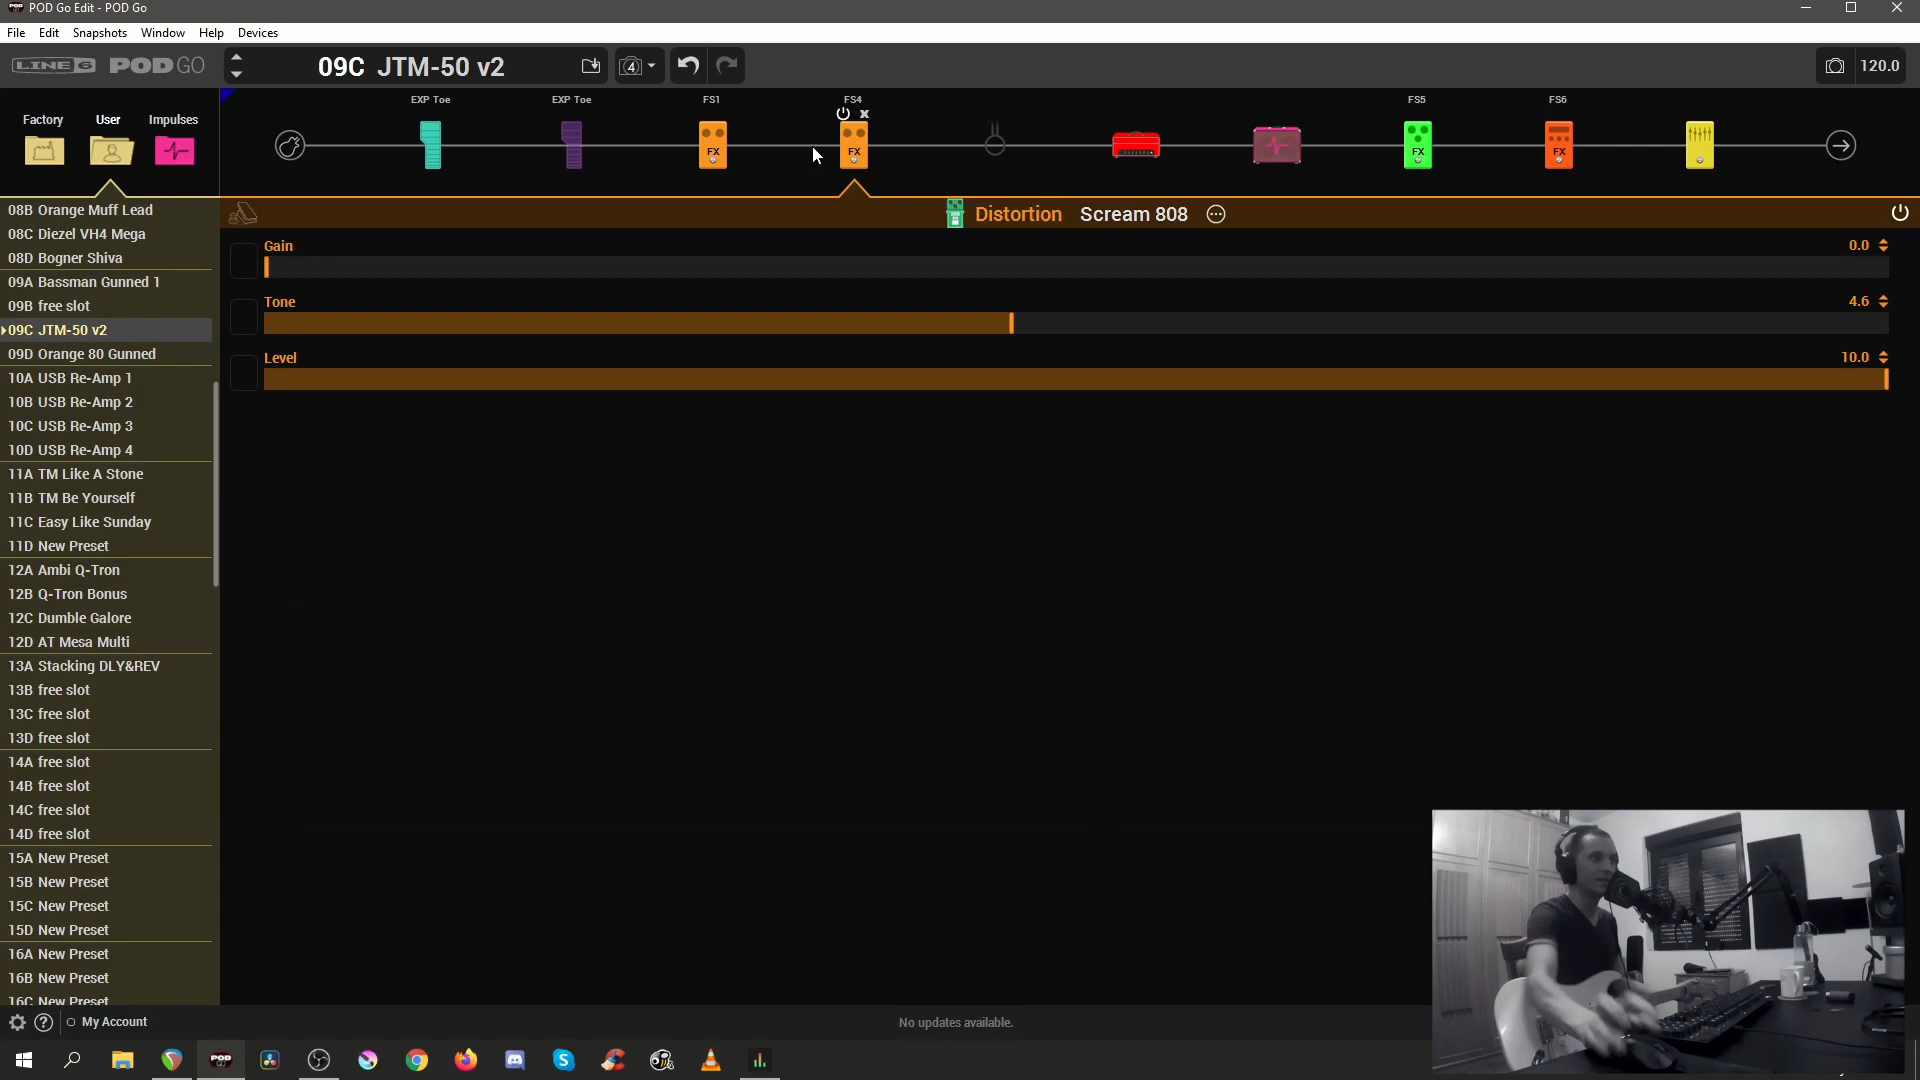 POD Go Edit - POD Go
File Edit Snapshots Window Help Devices
LINE 6 POD GO
09C JTM-50 v2
4
120.0
Factory User Impulses
EXP Toe EXP Toe FS1 FS4 FS5 FS6
X
FX FX FX FX
Distortion Scream 808
Gain 0.0
Tone 4.6
Level 10.0
08B Orange Muff Lead
08C Diezel VH4 Mega
08D Bogner Shiva
09A Bassman Gunned 1
09B free slot
09C JTM-50 v2
09D Orange 80 Gunned
10A USB Re-Amp 1
10B USB Re-Amp 2
10C USB Re-Amp 3
10D USB Re-Amp 4
11A TM Like A Stone
11B TM Be Yourself
11C Easy Like Sunday
11D New Preset
12A Ambi Q-Tron
12B Q-Tron Bonus
12C Dumble Galore
12D AT Mesa Multi
13A Stacking DLY&REV
13B free slot
13C free slot
13D free slot
14A free slot
14B free slot
14C free slot
14D free slot
15A New Preset
15B New Preset
15C New Preset
15D New Preset
16A New Preset
16B New Preset
16C New Preset
My Account
No updates available.
POD